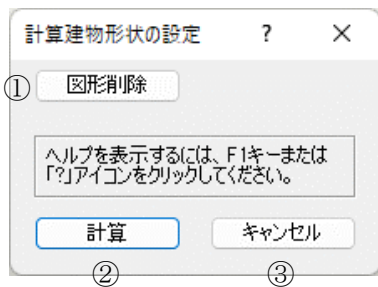 計算建物形状の設定 ? ×
① 図形削除
ヘルプを表示するには、F1キーまたは
「?」アイコンをクリックしてください。
計算 キャンセル
② ③